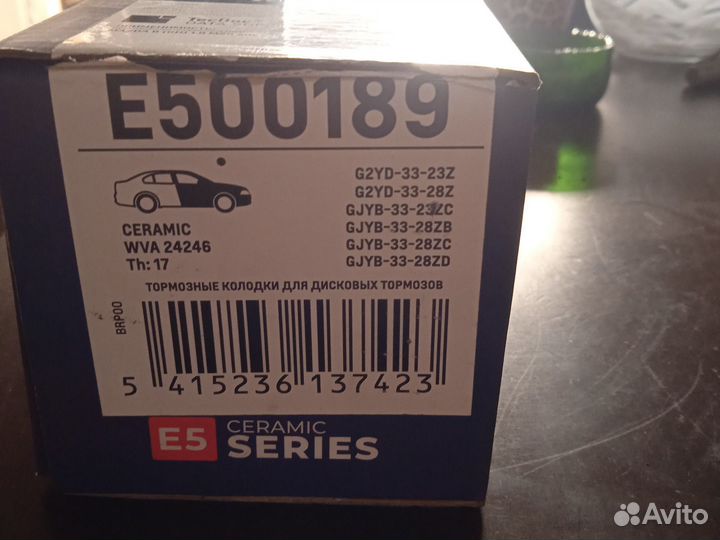 E500189
G2YD-33-23Z
G2YD-33-28Z
GJYB-33-23ZC
GJYB-33-28ZB
GJYB-33-28ZC
GJYB-33-28ZD
CERAMIC
WVA 24246
Th: 17
ТОРМОЗНЫЕ КОЛОДКИ ДЛЯ ДИСКОВЫХ ТОРМОЗОВ
BRP00
5 415236 137423
E5 CERAMIC
SERIES
Avito